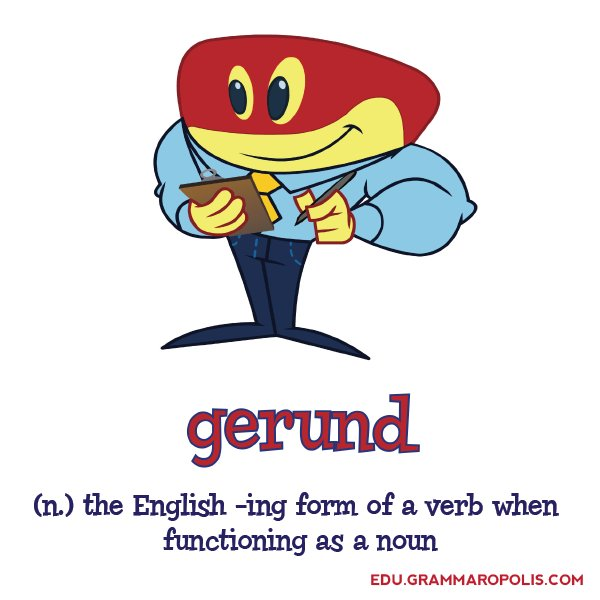 gerund
(n.) the English -ing form of a verb when
functioning as a noun
EDU.GRAMMAROPOLIS.COM